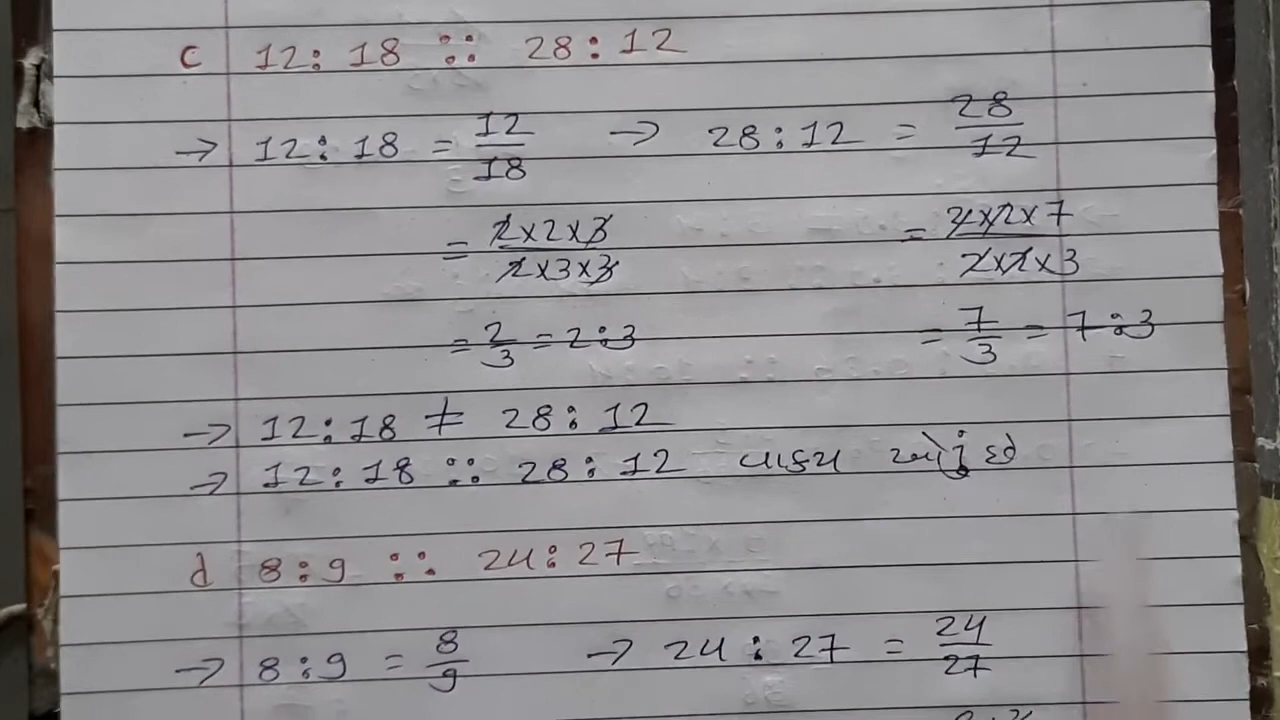 c 12:18 :: 28:12
→ 12:18 = 12/18 → 28:12 = 28/12
= 2×2×3/2×3×3 = 2×2×7/2×2×3
= 2/3 = 2:3 = 7/3 = 7:3
→ 12:18 ≠ 28:12
→ 12:18 :: 28:12
d 8:9 :: 24:27
→ 8:9 = 8/9 → 24:27 = 24/27